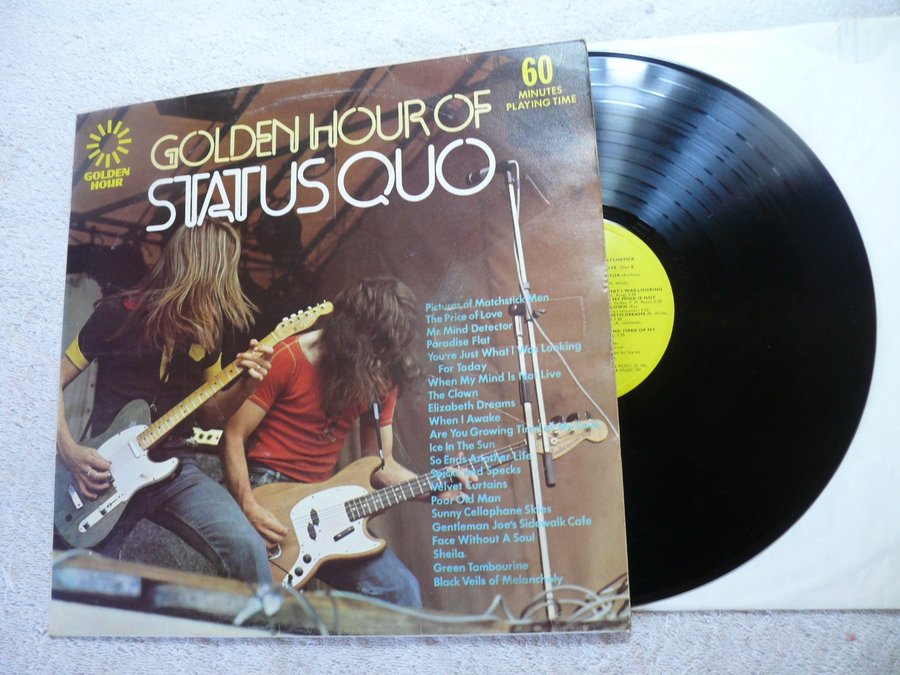 60
MINUTES
PLAYING TIME
GOLDEN HOUR
GOLDEN HOUR OF
STATUS QUO
Pictures of Matchstick Men
The Price of Love
Mr. Mind Detector
Paradise Flat
You're Just What I Was Looking
For Today
When My Mind Is Not Live
The Clown
Elizabeth Dreams
When I Awake
Are You Growing Tired of My Love
Ice In The Sun
So Ends Another Life
Spicks and Specks
Velvet Curtains
Poor Old Man
Sunny Cellophane Skies
Gentleman Joe's Sidewalk Cafe
Face Without A Soul
Sheila
Green Tambourine
Black Veils of Melancholy